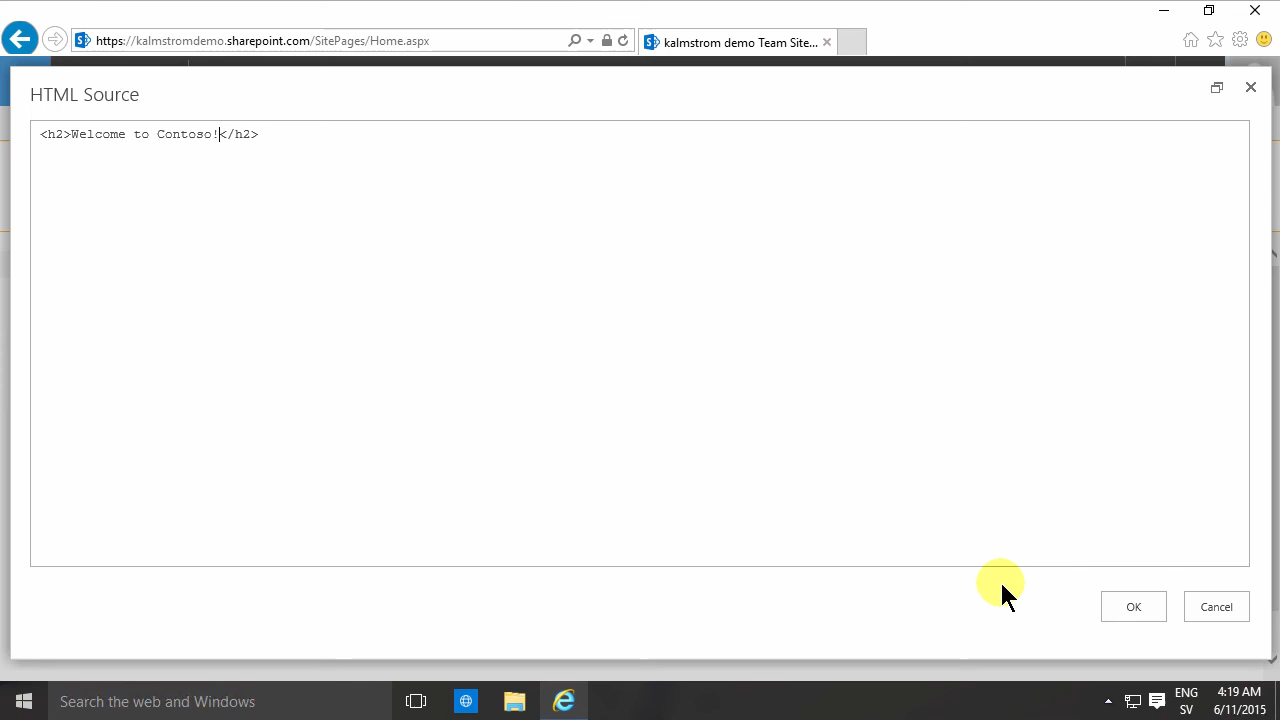 https://kalmstromdemo.sharepoint.com/SitePages/Home.aspx
kalmstrom demo Team Site...
HTML Source
<h2>Welcome to Contoso!</h2>
OK
Cancel
Search the web and Windows
ENG
SV
4:19 AM
6/11/2015